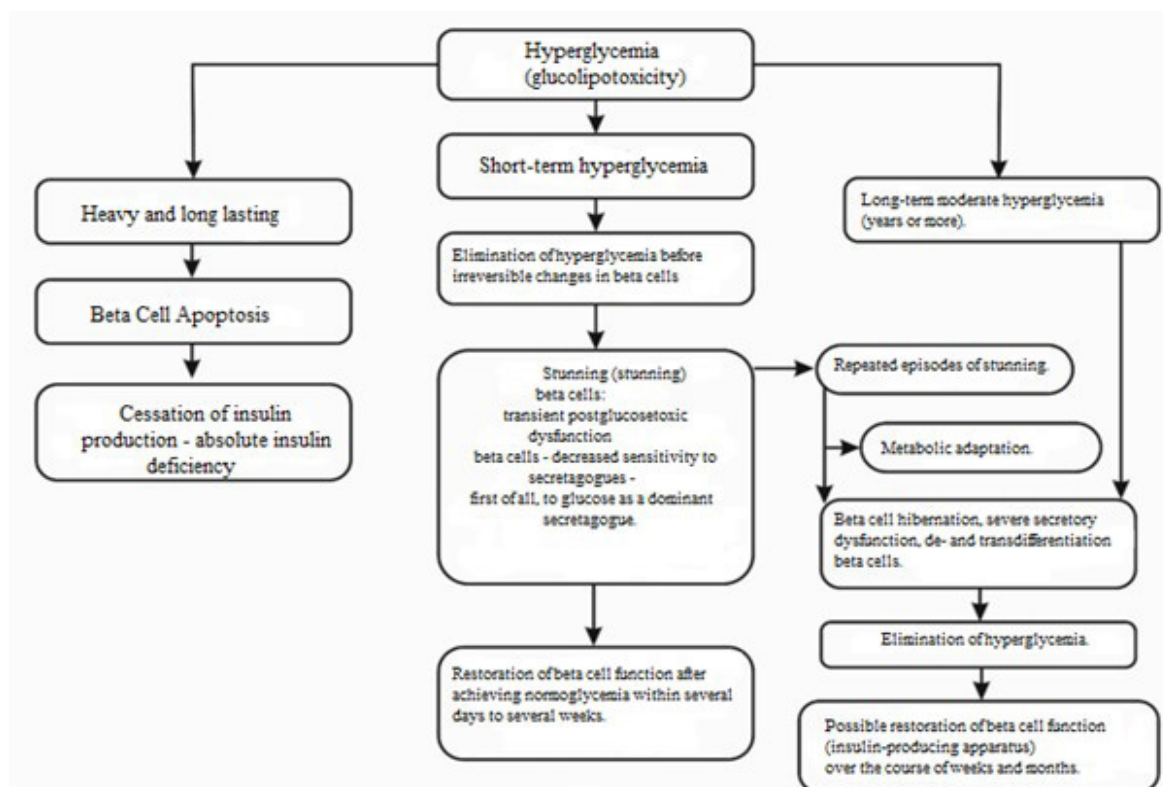 Hyperglycemia
(glucolipotoxicity)
Short-term hyperglycemia
Heavy and long lasting
Long-term moderate hyperglycemia
(years or more).
Elimination of hyperglycemia before
irreversible changes in beta cells
Beta Cell Apoptosis
Stunning (stunning)
beta cells:
transient postglucosetoxic
dysfunction
beta cells - decreased sensitivity to
secretagogues -
first of all, to glucose as a dominant
secretagogue.
Repeated episodes of stunning.
Cessation of insulin
production - absolute insulin
deficiency
Metabolic adaptation.
Beta cell hibernation, severe secretory
dysfunction, de- and transdifferentiation
beta cells.
Elimination of hyperglycemia.
Restoration of beta cell function after
achieving normoglycemia within several
days to several weeks.
Possible restoration of beta cell function
(insulin-producing apparatus)
over the course of weeks and months.